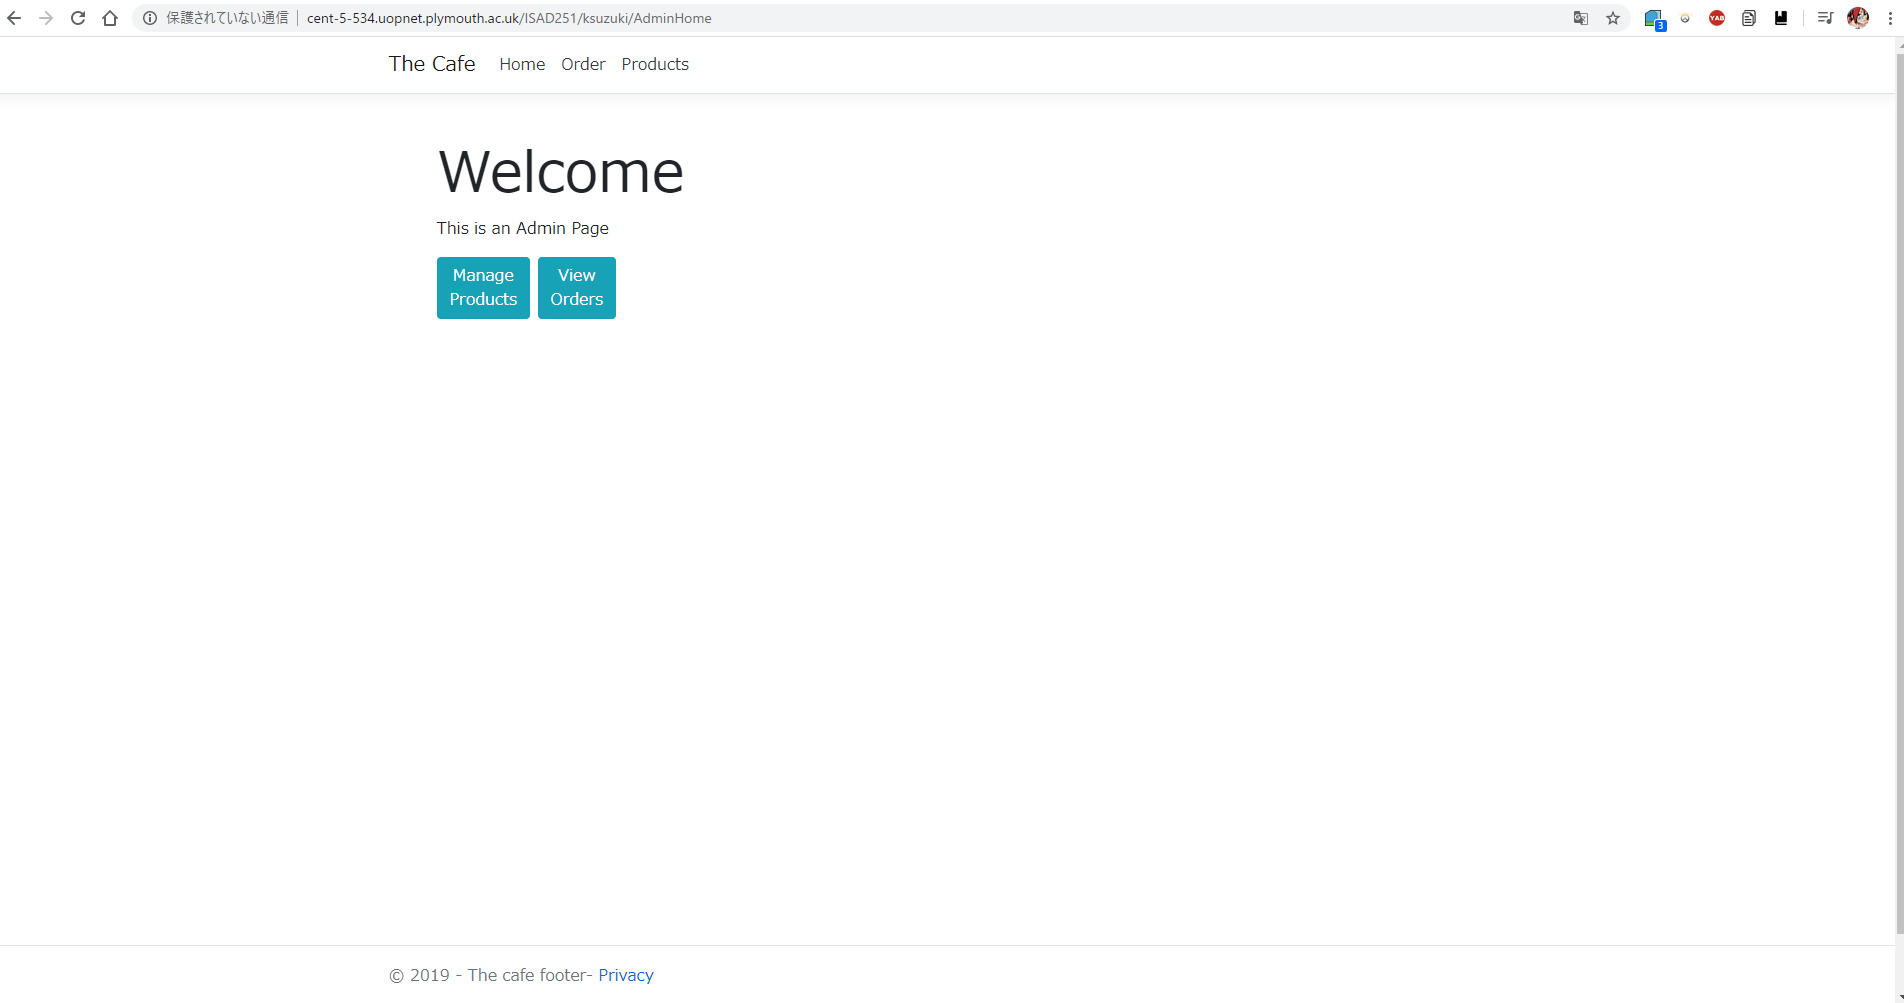 保護されていない通信 | cent-5-534.uopnet.plymouth.ac.uk/ISAD251/ksuzuki/AdminHome
3
YAB
The Cafe Home Order Products
Welcome
This is an Admin Page
Manage
Products
View
Orders
© 2019 - The cafe footer- Privacy